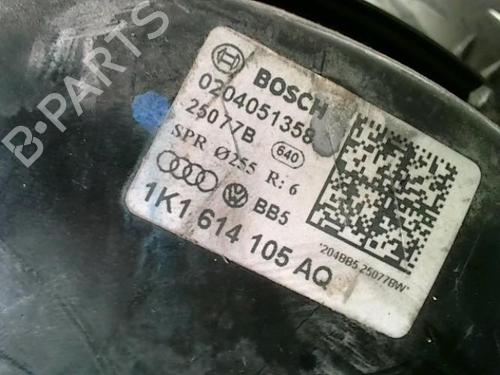 B-PARTS
BOSCH
0204051358
25077B 640
SPR Ø255 R: 6
BB5
1K1 614 105 AQ
*204BB5 25077BW*